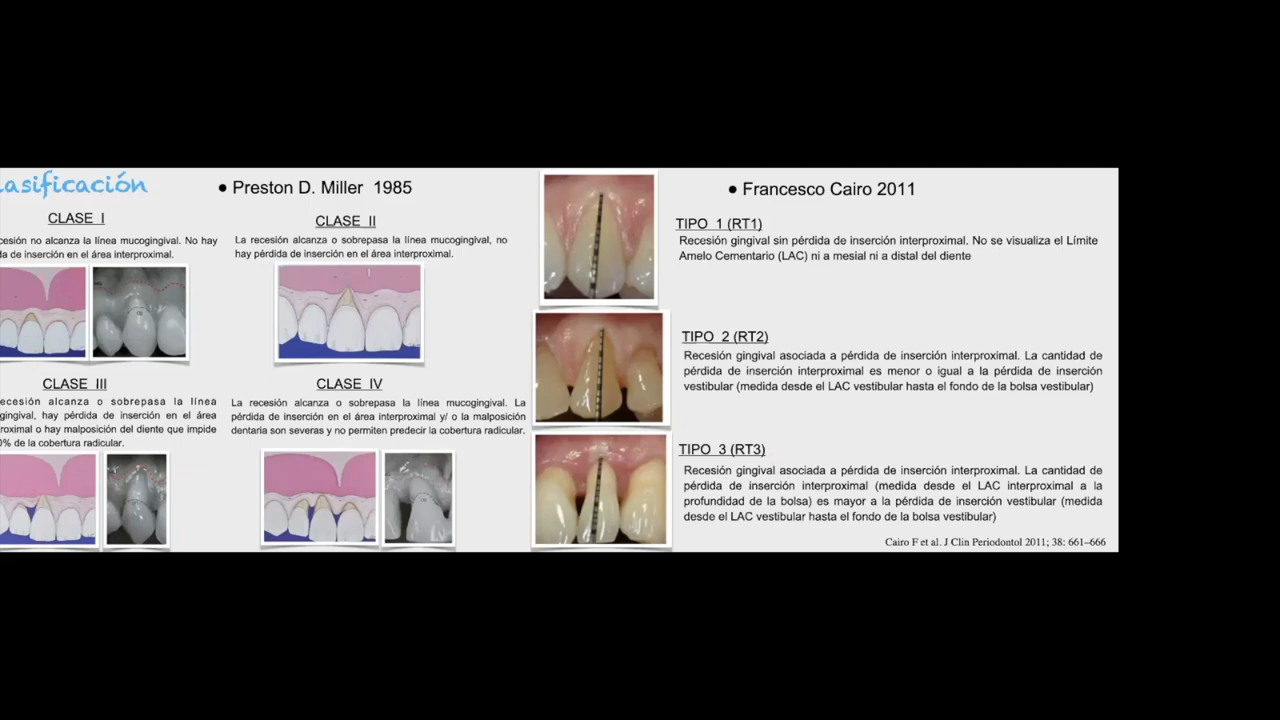 lasificación
● Preston D. Miller 1985
CLASE I
cesión no alcanza la línea mucogingival. No hay
da de inserción en el área interproximal.
CLASE II
La recesión alcanza o sobrepasa la línea mucogingival, no
hay pérdida de inserción en el área interproximal.
CLASE III
ecesión alcanza o sobrepasa la línea
gingival, hay pérdida de inserción en el área
roximal o hay malposición del diente que impide
0% de la cobertura radicular.
CLASE IV
La recesión alcanza o sobrepasa la línea mucogingival. La
pérdida de inserción en el área interproximal y/ o la malposición
dentaria son severas y no permiten predecir la cobertura radicular.
● Francesco Cairo 2011
TIPO 1 (RT1)
Recesión gingival sin pérdida de inserción interproximal. No se visualiza el Límite
Amelo Cementario (LAC) ni a mesial ni a distal del diente
TIPO 2 (RT2)
Recesión gingival asociada a pérdida de inserción interproximal. La cantidad de
pérdida de inserción interproximal es menor o igual a la pérdida de inserción
vestibular (medida desde el LAC vestibular hasta el fondo de la bolsa vestibular)
TIPO 3 (RT3)
Recesión gingival asociada a pérdida de inserción interproximal. La cantidad de
pérdida de inserción interproximal (medida desde el LAC interproximal a la
profundidad de la bolsa) es mayor a la pérdida de inserción vestibular (medida
desde el LAC vestibular hasta el fondo de la bolsa vestibular)
Cairo F et al. J Clin Periodontol 2011; 38: 661–666